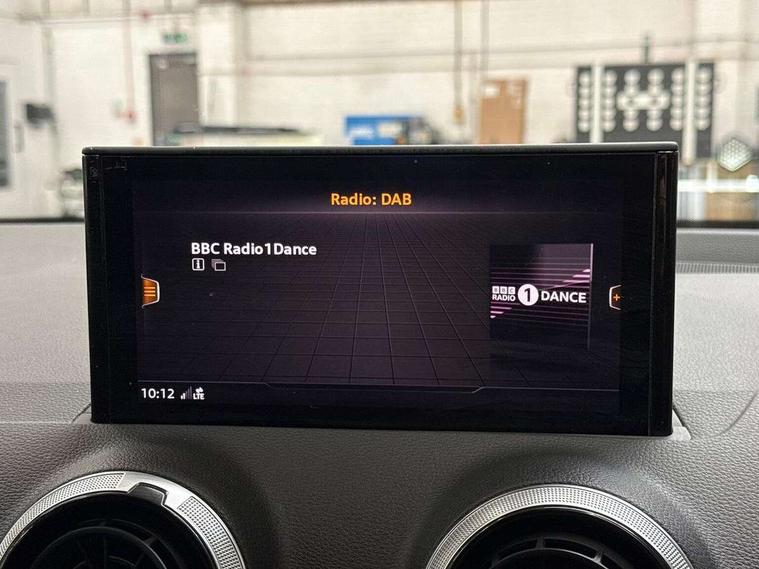 Radio: DAB
BBC Radio1Dance
BBC
RADIO 1 DANCE
10:12 LTE